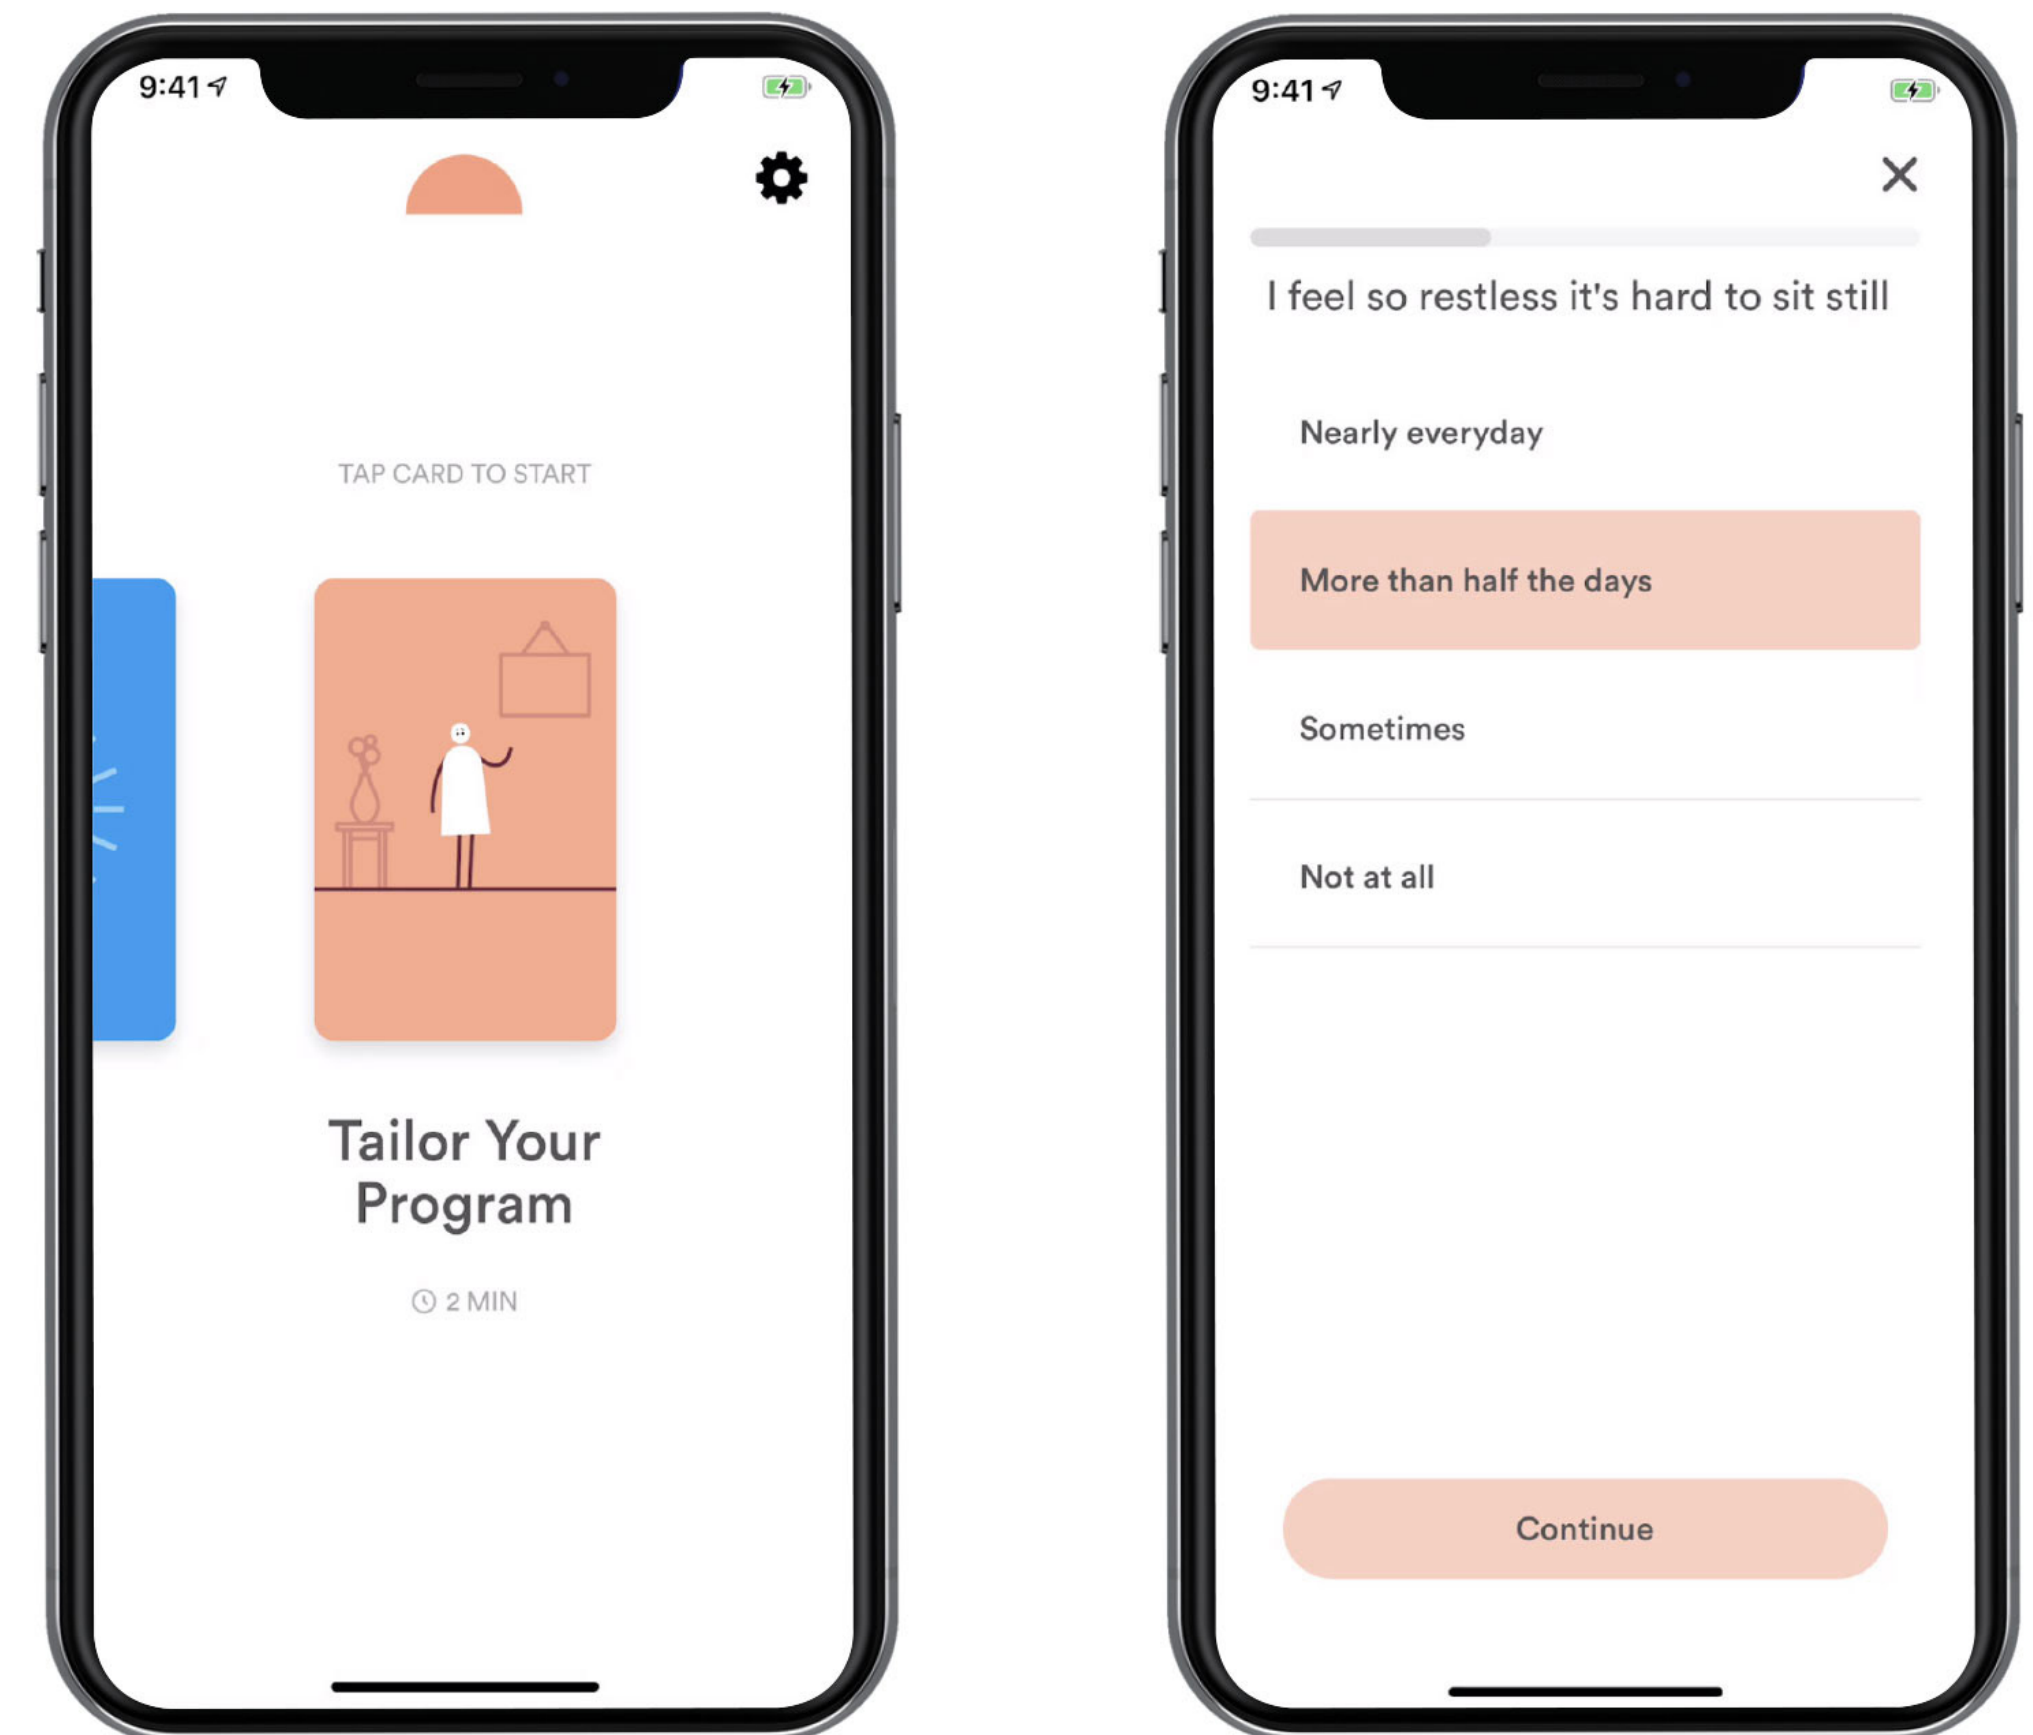 9:41
TAP CARD TO START
Tailor Your
Program
2 MIN
9:41
I feel so restless it's hard to sit still
Nearly everyday
More than half the days
Sometimes
Not at all
Continue